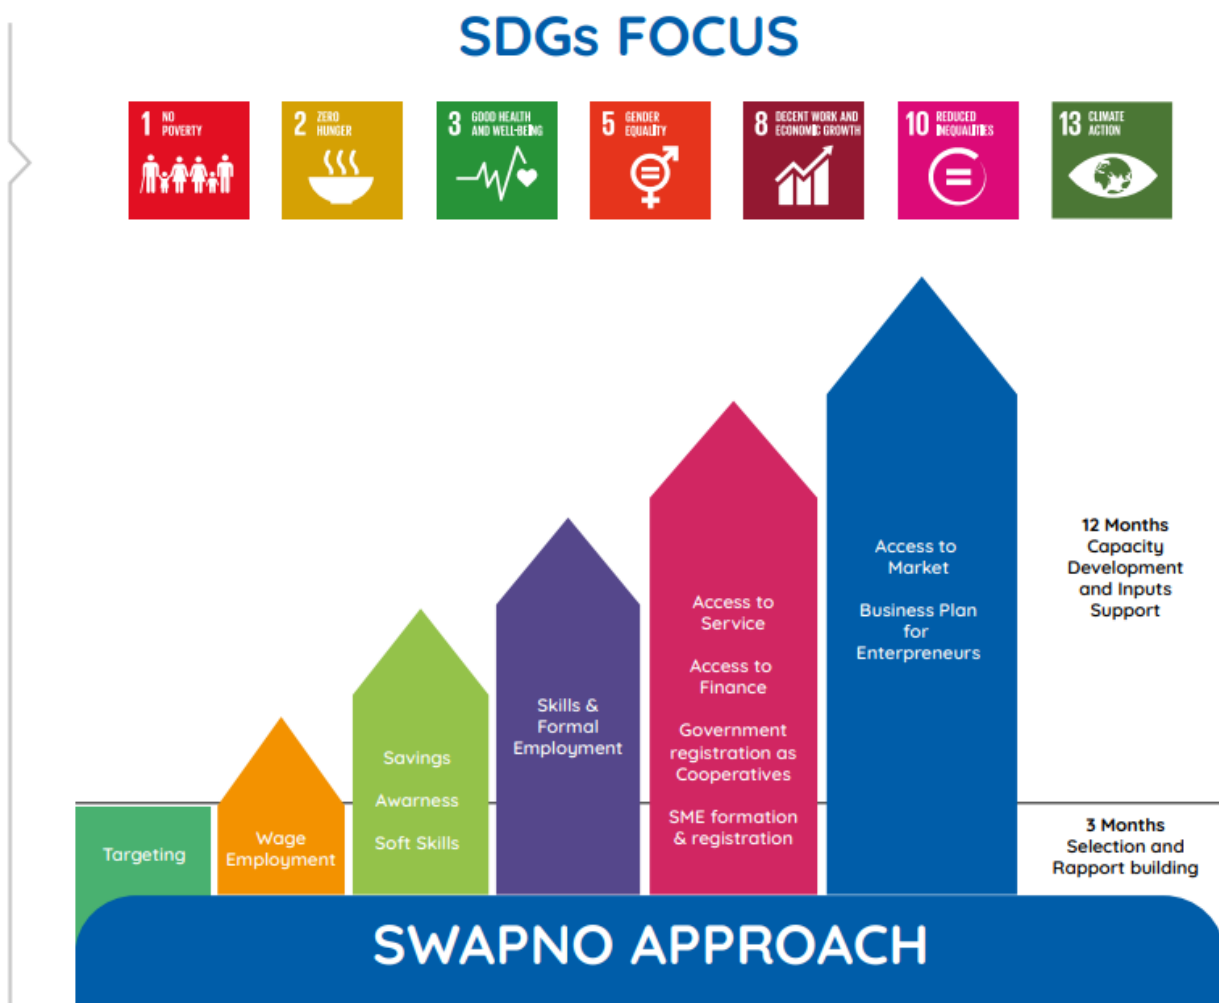 SDGs FOCUS
1 NO
POVERTY
2 ZERO
HUNGER
3 GOOD HEALTH
AND WELL-BEING
5 GENDER
EQUALITY
8 DECENT WORK AND
ECONOMIC GROWTH
10 REDUCED
INEQUALITIES
13 CLIMATE
ACTION
Targeting
Wage
Employment
Savings
Awarness
Soft Skills
Skills &
Formal
Employment
Access to
Service
Access to
Finance
Government
registration as
Cooperatives
SME formation
& registration
Access to
Market
Business Plan
for
Enterpreneurs
12 Months
Capacity
Development
and Inputs
Support
3 Months
Selection and
Rapport building
SWAPNO APPROACH